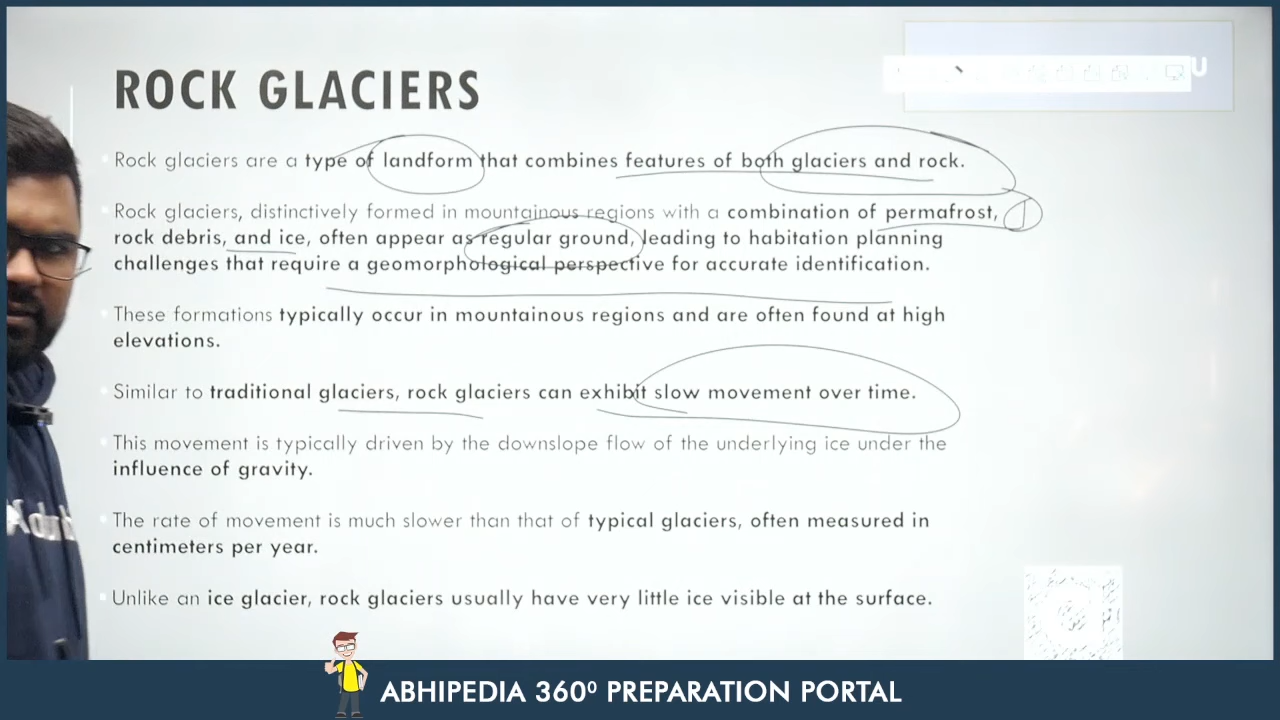 U
ROCK GLACIERS
Rock glaciers are a type of landform that combines features of both glaciers and rock.
Rock glaciers, distinctively formed in mountainous regions with a combination of permafrost,
rock debris, and ice, often appear as regular ground, leading to habitation planning
challenges that require a geomorphological perspective for accurate identification.
These formations typically occur in mountainous regions and are often found at high
elevations.
Similar to traditional glaciers, rock glaciers can exhibit slow movement over time.
This movement is typically driven by the downslope flow of the underlying ice under the
influence of gravity.
The rate of movement is much slower than that of typical glaciers, often measured in
centimeters per year.
Unlike an ice glacier, rock glaciers usually have very little ice visible at the surface.
ABHIPEDIA 360⁰ PREPARATION PORTAL